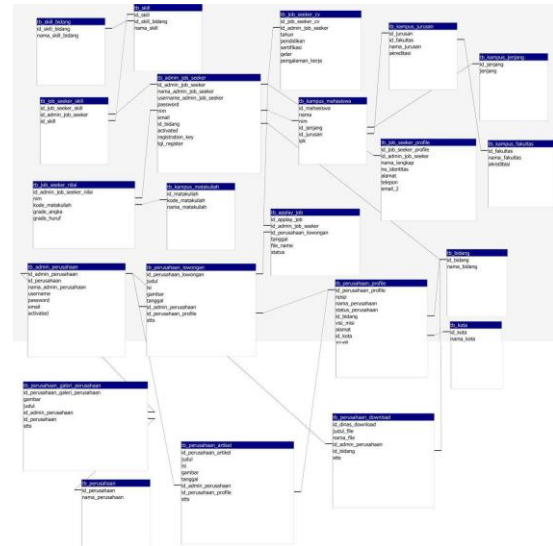 tb_skill_bidang
id_skill_bidang
nama_skill_bidang
tb_skill
id_skill
id_skill_bidang
nama_skill
tb_job_seeker_cv
id_job_seeker_cv
id_admin_job_seeker
tahun
pendidikan
sertifikasi
gelar
pengalaman_kerja
tb_kampus_jurusan
id_jurusan
id_fakultas
nama_jurusan
akreditasi
tb_kampus_jenjang
id_jenjang
jenjang
tb_job_seeker_skill
id_job_seeker_skill
id_admin_job_seeker
id_skill
tb_admin_job_seeker
id_admin_job_seeker
nama_admin_job_seeker
username_admin_job_seeker
password
nim
email
id_bidang
activated
registration_key
tgl_register
tb_kampus_mahasiswa
id_mahasiswa
nama
nim
id_jenjang
id_jurusan
ipk
tb_job_seeker_profile
id_job_seeker_profile
id_admin_job_seeker
nama_lengkap
no_identitas
alamat
telepon
email_2
tb_kampus_fakultas
id_fakultas
nama_fakultas
akreditasi
tb_job_seeker_nilai
id_admin_job_seeker_nilai
nim
kode_matakuliah
grade_angka
grade_huruf
tb_kampus_matakuliah
id_matakuliah
kode_matakuliah
nama_matakuliah
tb_applay_job
id_applay_job
id_admin_job_seeker
id_perusahaan_lowongan
tanggal
file_name
status
tb_bidang
id_bidang
nama_bidang
tb_admin_perusahaan
id_admin_perusahaan
id_perusahaan
nama_admin_perusahaan
username
password
email
activated
tb_perusahaan_lowongan
id_perusahaan_lowongan
judul
isi
gambar
tanggal
id_admin_perusahaan
id_perusahaan_profile
stts
tb_perusahaan_profile
id_perusahaan_profile
npwp
nama_perusahaan
status_perusahaan
id_bidang
visi_misi
alamat
id_kota
email
tb_kota
id_kota
nama_kota
tb_perusahaan_galeri_perusahaan
id_perusahaan_galeri_perusahaan
gambar
judul
id_admin_perusahaan
id_perusahaan
stts
tb_perusahaan_download
id_dinas_download
judul_file
nama_file
id_admin_perusahaan
id_bidang
stts
tb_perusahaan_artikel
id_perusahaan_artikel
judul
isi
gambar
tanggal
id_admin_perusahaan
id_perusahaan_profile
stts
tb_perusahaan
id_perusahaan
nama_perusahaan